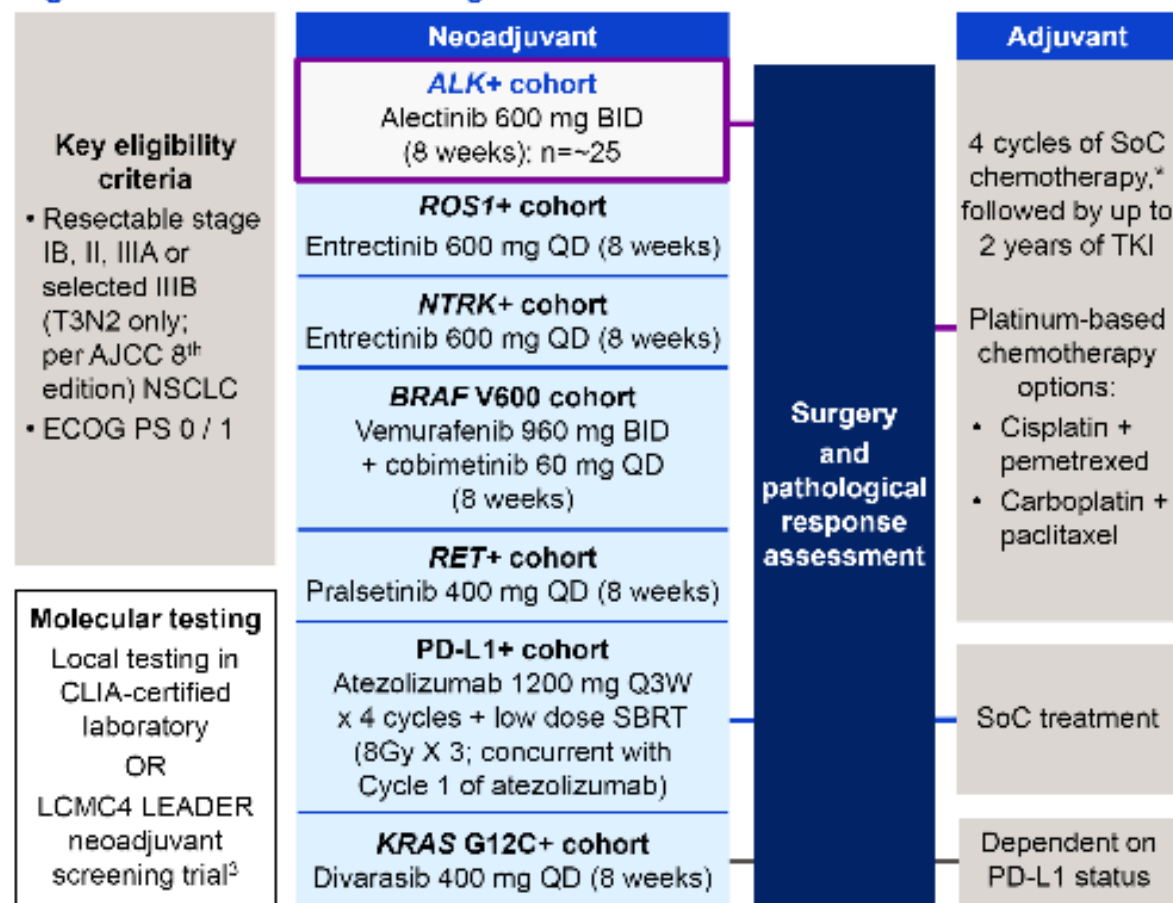 Key eligibility
criteria
• Resectable stage
IB, II, IIIA or
selected IIIB
(T3N2 only;
per AJCC 8th
edition) NSCLC
• ECOG PS 0 / 1
Molecular testing
Local testing in
CLIA-certified
laboratory
OR
LCMC4 LEADER
neoadjuvant
screening trial3
Neoadjuvant
ALK+ cohort
Alectinib 600 mg BID
(8 weeks): n=~25
ROS1+ cohort
Entrectinib 600 mg QD (8 weeks)
NTRK+ cohort
Entrectinib 600 mg QD (8 weeks)
BRAF V600 cohort
Vemurafenib 960 mg BID
+ cobimetinib 60 mg QD
(8 weeks)
RET+ cohort
Pralsetinib 400 mg QD (8 weeks)
PD-L1+ cohort
Atezolizumab 1200 mg Q3W
x 4 cycles + low dose SBRT
(8Gy X 3; concurrent with
Cycle 1 of atezolizumab)
KRAS G12C+ cohort
Divarasib 400 mg QD (8 weeks)
Surgery
and
pathological
response
assessment
Adjuvant
4 cycles of SoC
chemotherapy,*
followed by up to
2 years of TKI
Platinum-based
chemotherapy
options:
• Cisplatin +
pemetrexed
• Carboplatin +
paclitaxel
SoC treatment
Dependent on
PD-L1 status